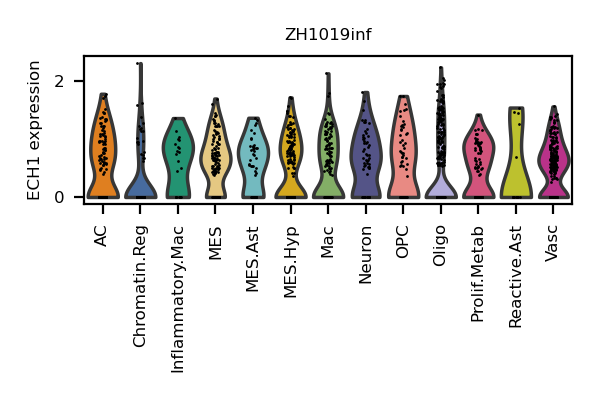 ZH1019inf
ECH1 expression
2
0
AC
Chromatin.Reg
Inflammatory.Mac
MES
MES.Ast
MES.Hyp
Mac
Neuron
OPC
Oligo
Prolif.Metab
Reactive.Ast
Vasc